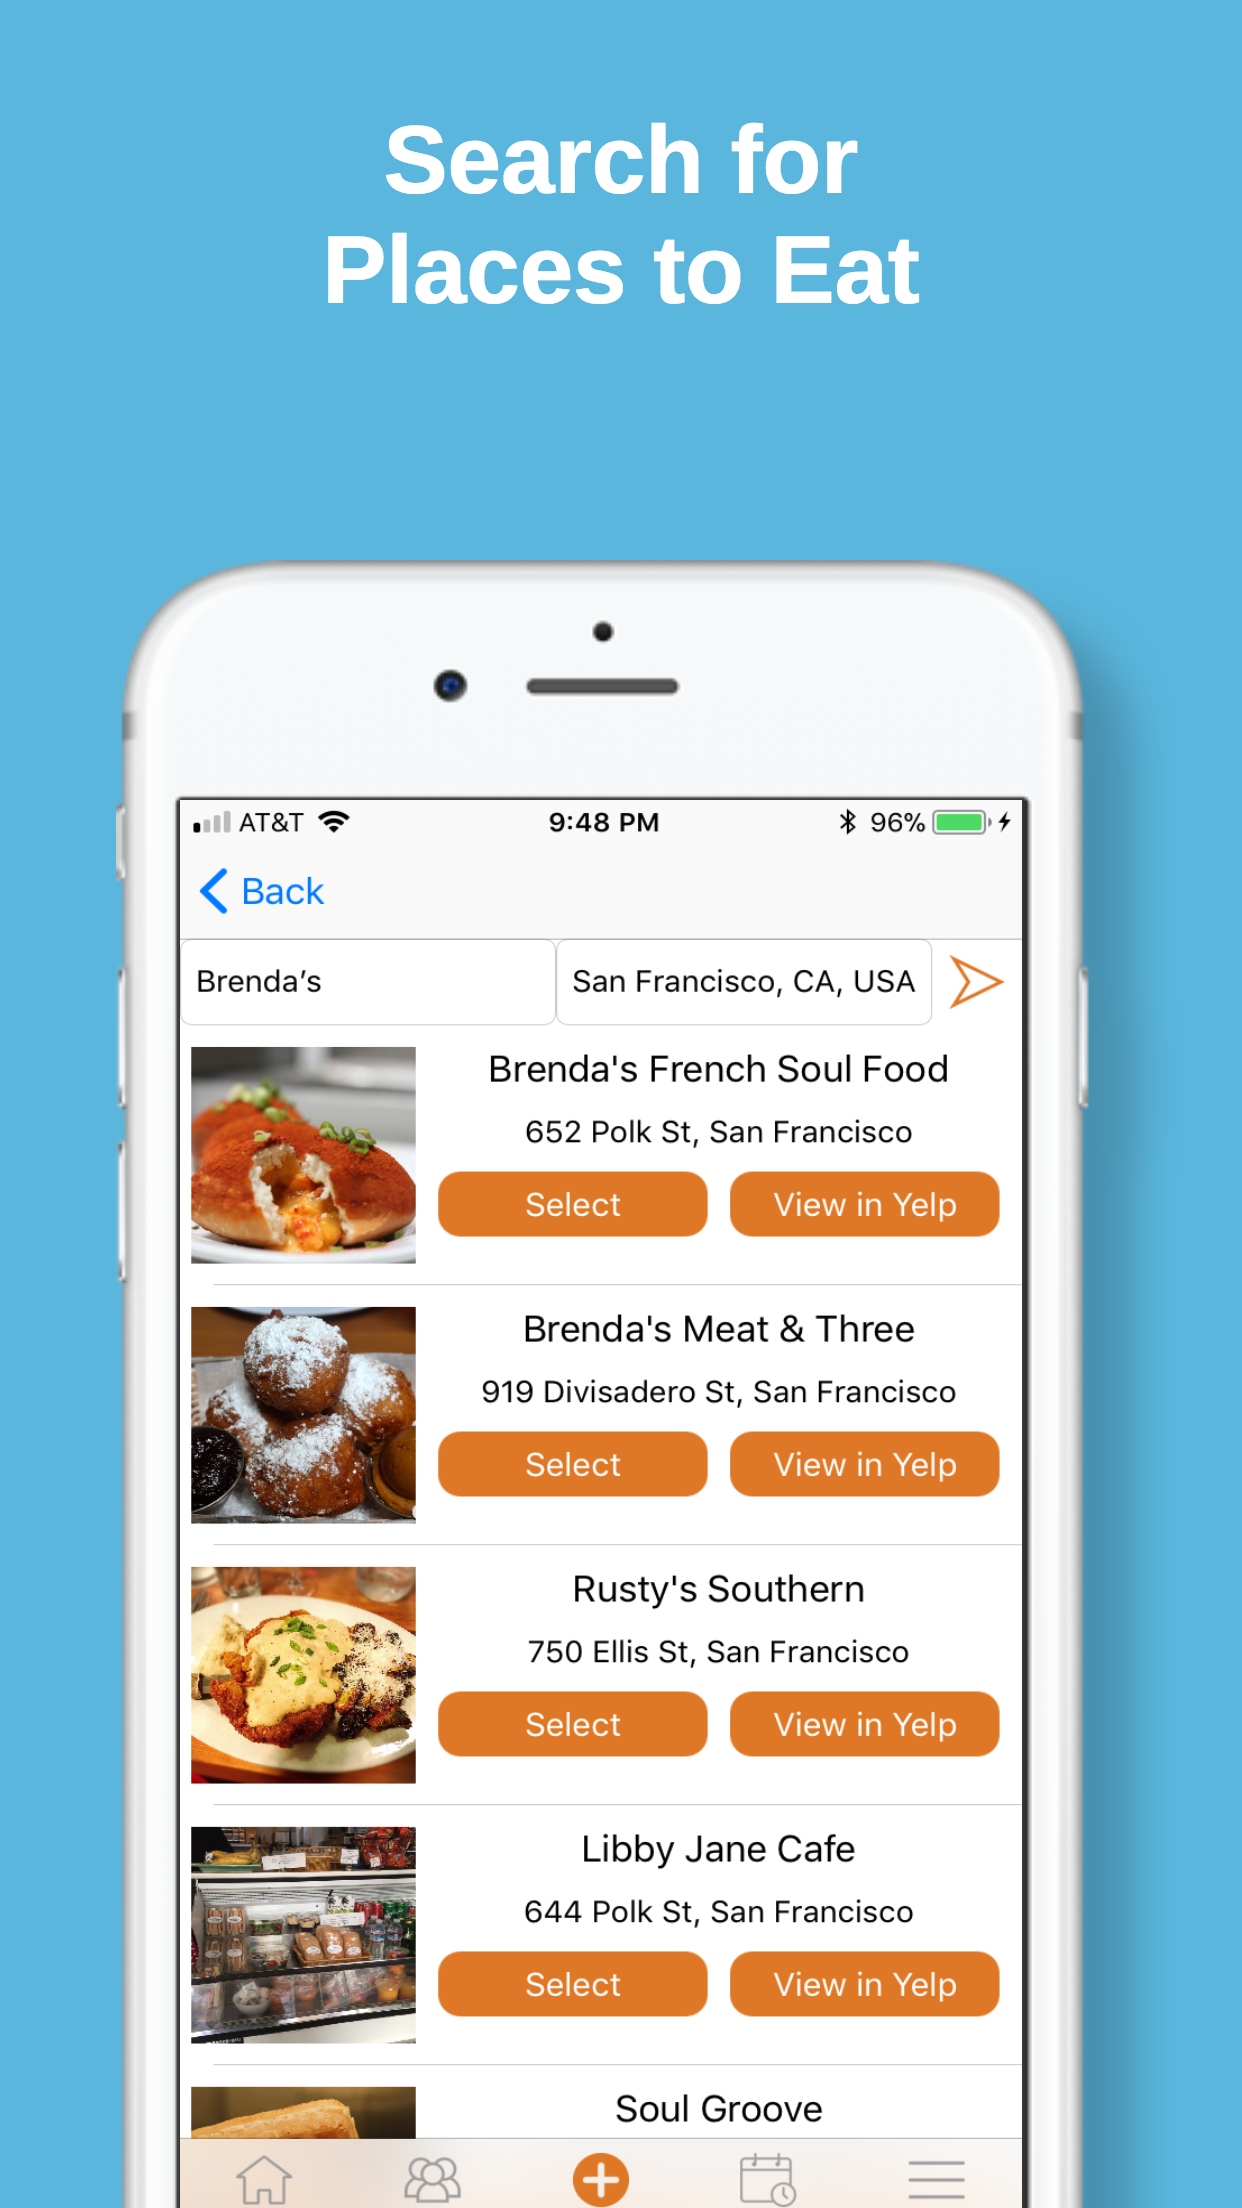 Search for
Places to Eat
AT&T 9:48 PM 96%
Back
Brenda’s San Francisco, CA, USA
Brenda's French Soul Food
652 Polk St, San Francisco
Select View in Yelp
Brenda's Meat & Three
919 Divisadero St, San Francisco
Select View in Yelp
Rusty's Southern
750 Ellis St, San Francisco
Select View in Yelp
Libby Jane Cafe
644 Polk St, San Francisco
Select View in Yelp
Soul Groove